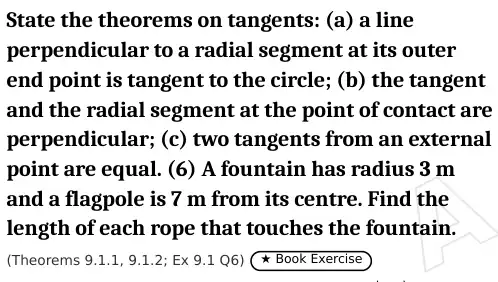 State the theorems on tangents: (a) a line
perpendicular to a radial segment at its outer
end point is tangent to the circle; (b) the tangent
and the radial segment at the point of contact are
perpendicular; (c) two tangents from an external
point are equal. (6) A fountain has radius 3 m
and a flagpole is 7 m from its centre. Find the
length of each rope that touches the fountain.
(Theorems 9.1.1, 9.1.2; Ex 9.1 Q6) ★ Book Exercise